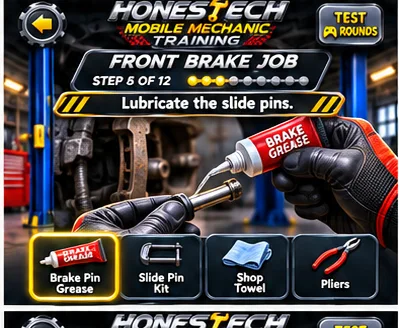 HONESTECH
MOBILE MECHANIC
TRAINING
TEST
ROUNDS
FRONT BRAKE JOB
STEP 5 OF 12
Lubricate the slide pins.
BRAKE
GREASE
Brake Pin
Grease
Slide Pin
Kit
Shop
Towel
Pliers
HONESTECH